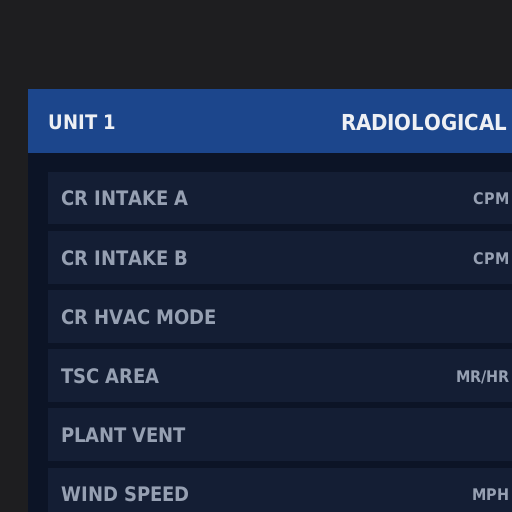 UNIT 1 RADIOLOGICAL
CR INTAKE A CPM
CR INTAKE B CPM
CR HVAC MODE
TSC AREA MR/HR
PLANT VENT
WIND SPEED MPH